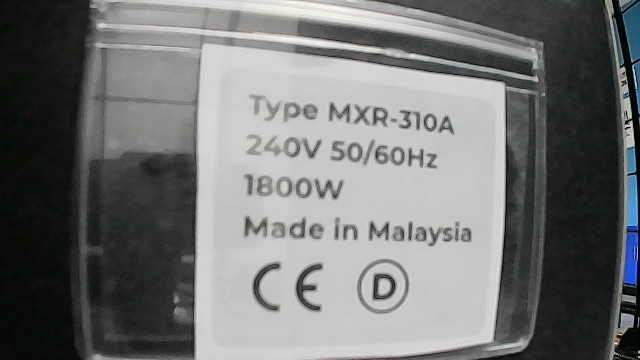 Type MXR-310A
240V 50/60Hz
1800W
Made in Malaysia
CE D